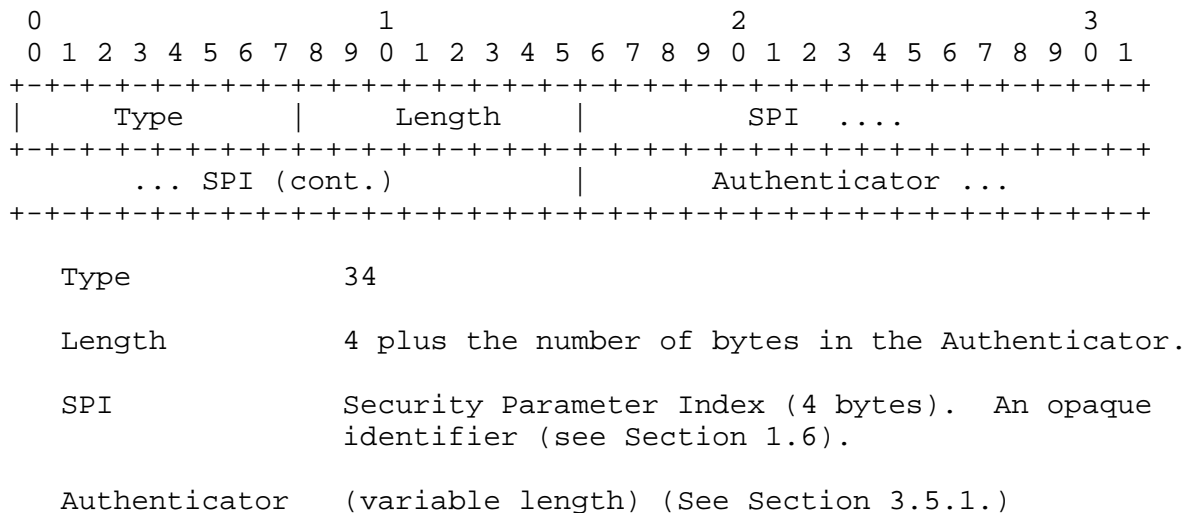 0                   1                   2                   3
 0 1 2 3 4 5 6 7 8 9 0 1 2 3 4 5 6 7 8 9 0 1 2 3 4 5 6 7 8 9 0 1
+-+-+-+-+-+-+-+-+-+-+-+-+-+-+-+-+-+-+-+-+-+-+-+-+-+-+-+-+-+-+-+-+
|     Type      |     Length    |         SPI  ....
+-+-+-+-+-+-+-+-+-+-+-+-+-+-+-+-+-+-+-+-+-+-+-+-+-+-+-+-+-+-+-+-+
       ... SPI (cont.)          |       Authenticator ...
+-+-+-+-+-+-+-+-+-+-+-+-+-+-+-+-+-+-+-+-+-+-+-+-+-+-+-+-+-+-+-+-+
Type            34
Length          4 plus the number of bytes in the Authenticator.
SPI             Security Parameter Index (4 bytes).  An opaque
identifier (see Section 1.6).
Authenticator   (variable length) (See Section 3.5.1.)